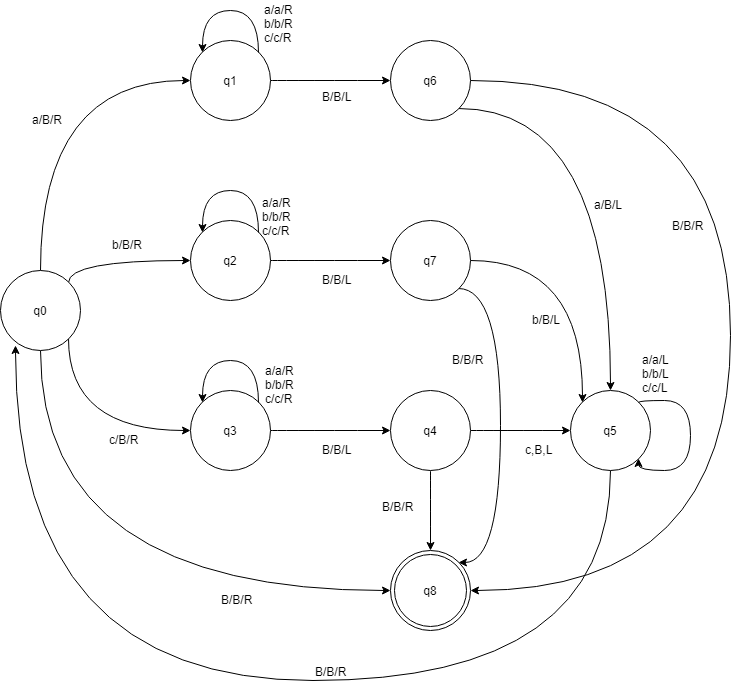 a/a/R
b/b/R
c/c/R
q1
B/B/L
q6
a/B/R
a/B/L
B/B/R
a/a/R
b/b/R
c/c/R
b/B/R
q2
B/B/L
q7
q0
b/B/L
B/B/R
a/a/R
b/b/R
c/c/R
a/a/L
b/b/L
c/c/L
q3
q4
q5
c/B/R
B/B/L
c,B,L
B/B/R
q8
B/B/R
B/B/R